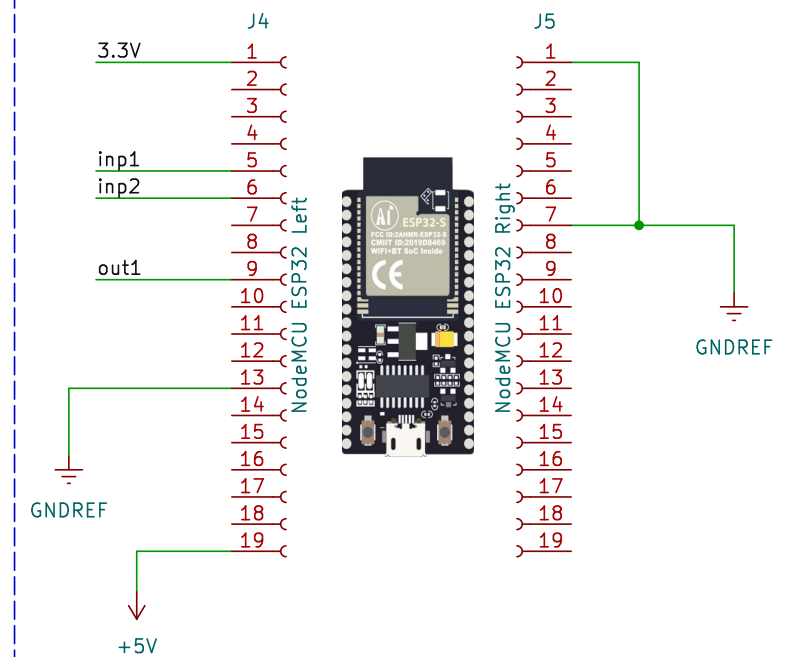 J4
J5
3.3V
1
2
3
4
inp1
5
inp2
6
7
8
out1
9
10
11
12
13
14
15
16
17
18
19
NodeMCU ESP32 Left
GNDREF
+5V
Ai
ESP32-S
FCC ID:2AHMR-ESP32-S
CMIIT ID:2019DB469
WIFI+BT SoC Inside
CE
NodeMCU ESP32 Right
1
2
3
4
5
6
7
8
9
10
11
12
13
14
15
16
17
18
19
GNDREF